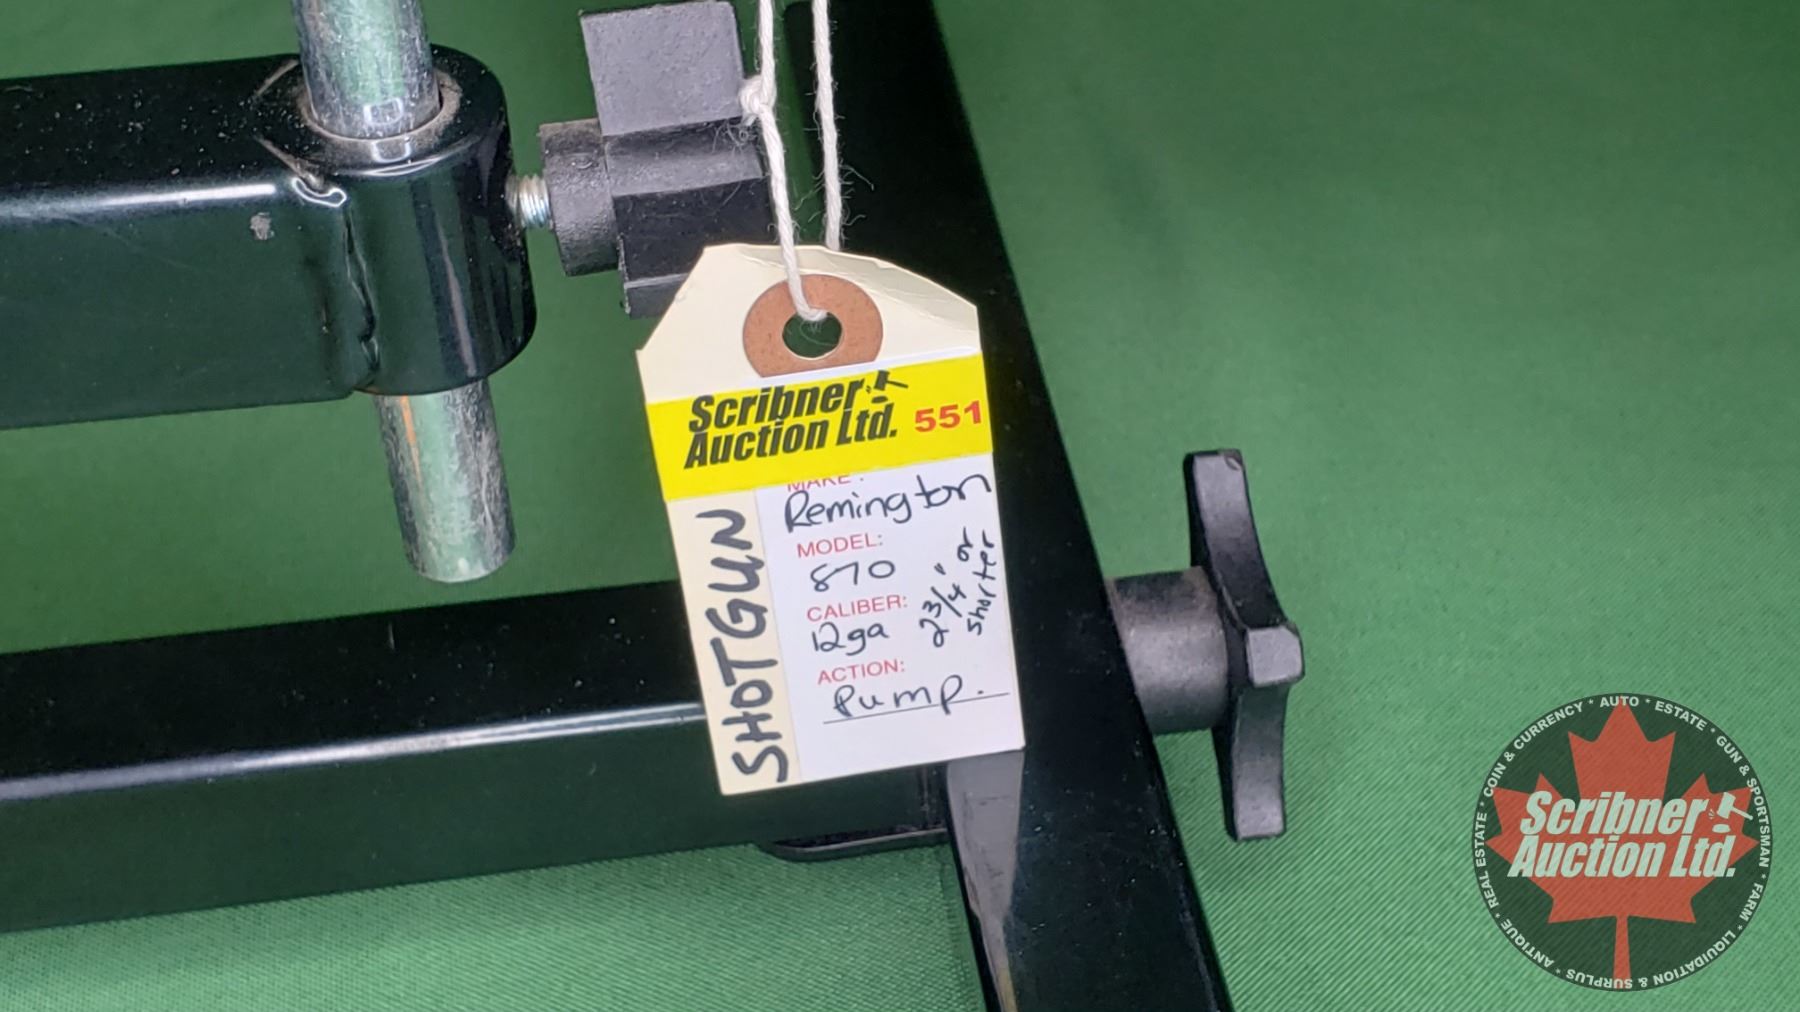 Scribner
Auction Ltd.
551
MAKE:
Remington
MODEL:
870
CALIBER:
12ga
2 3/4" or
shorter
ACTION:
Pump.
SHOTGUN
COIN & CURRENCY * AUTO * ESTATE * GUN & SPORTSMAN * FARM * LIQUIDATION & SURPLUS * ANTIQUE * REAL ESTATE *
Scribner
Auction Ltd.